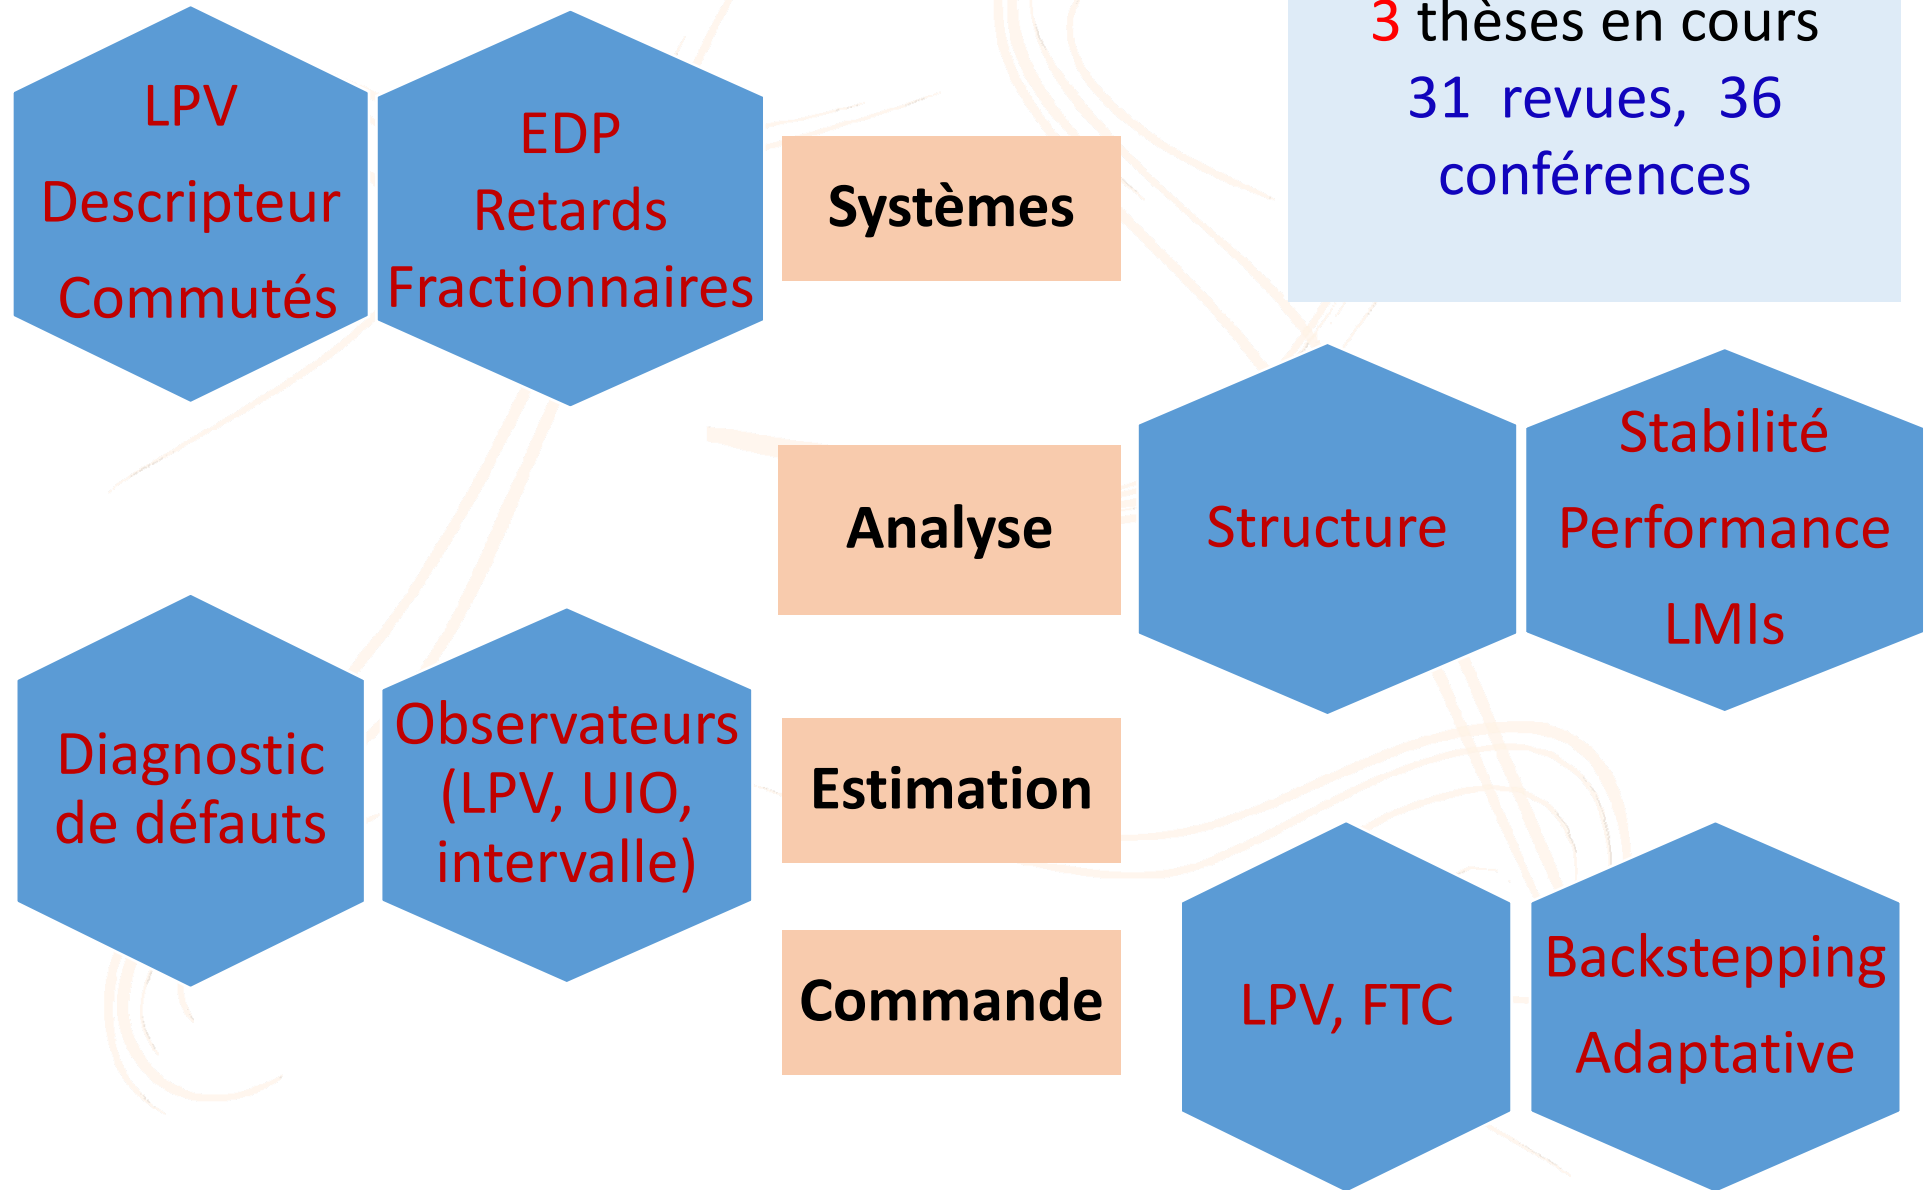 3 thèses en cours
31 revues, 36
conférences
LPV
Descripteur
Commutés
EDP
Retards
Fractionnaires
Systèmes
Analyse
Structure
Stabilité
Performance
LMIs
Diagnostic
de défauts
Observateurs
(LPV, UIO,
intervalle)
Estimation
Commande
LPV, FTC
Backstepping
Adaptative